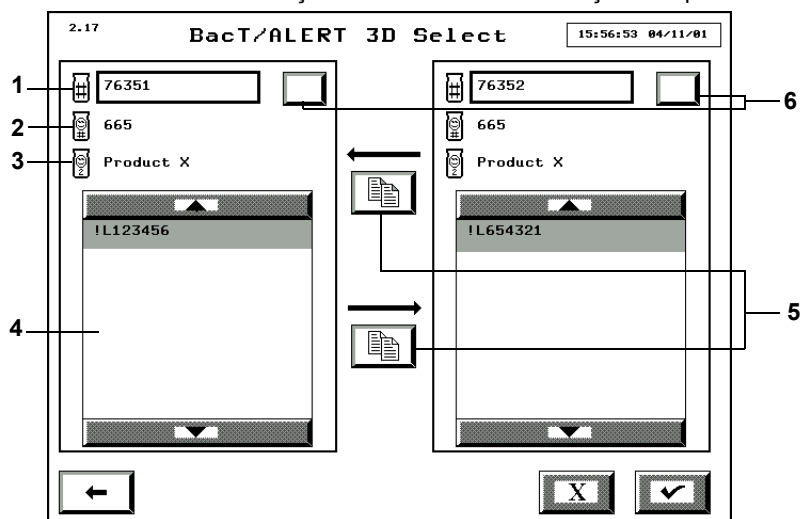 2.17
BacT/ALERT 3D Select
15:56:53 04/11/01
1
76351
76352
6
2
665
665
3
Product X
Product X
!L123456
!L654321
4
5
X